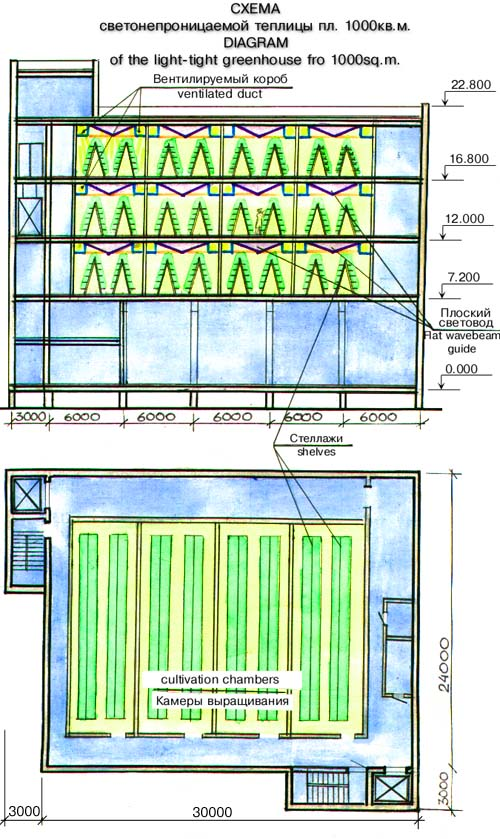 СХЕМА
светонепроницаемой теплицы пл. 1000кв.м.
DIAGRAM
of the light-tight greenhouse fro 1000sq.m.
Вентилируемый короб
ventilated duct
22.800
16.800
12.000
7.200
Плоский
световод
Flat wavebeam
guide
0.000
3000 6000 6000 6000 6000 6000
Стеллажи
shelves
cultivation chambers
Камеры выращивания
24000
3000
3000 30000